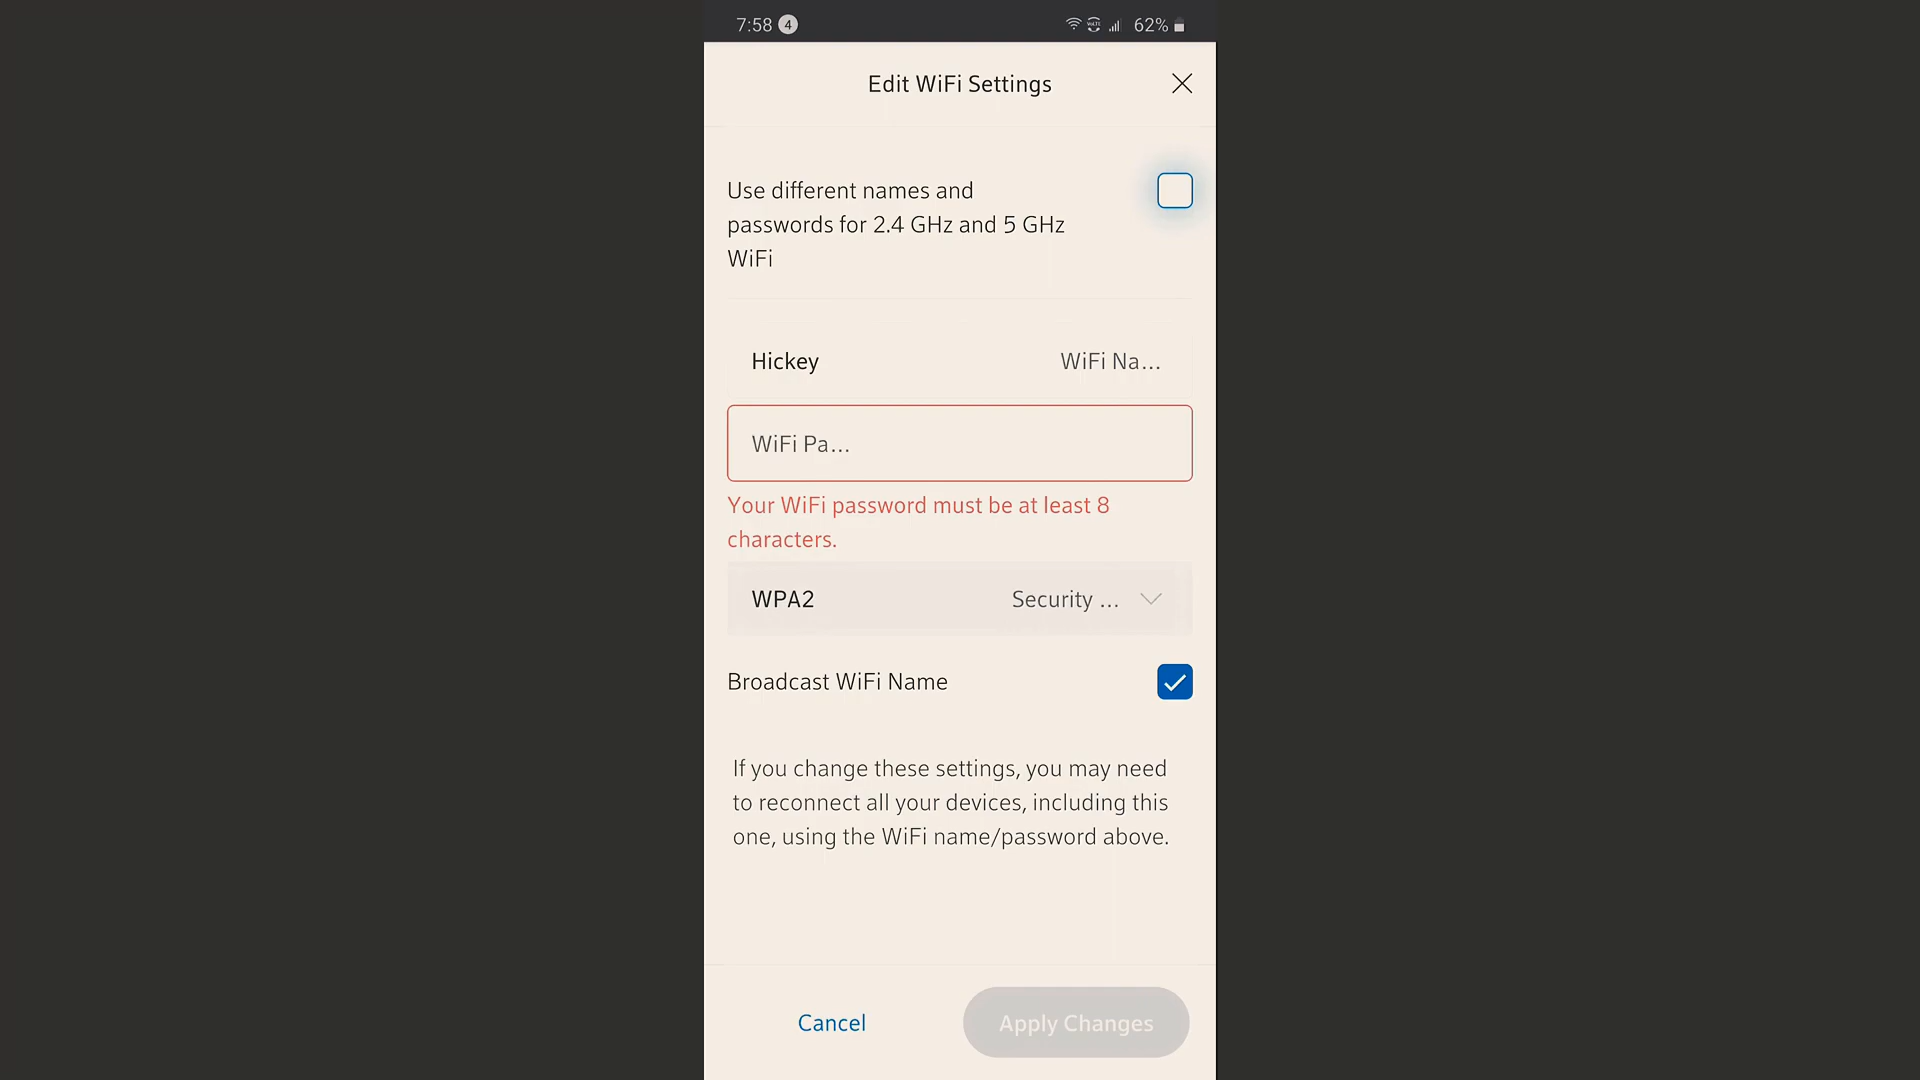 7:58 4 62%
Edit WiFi Settings
Use different names and
passwords for 2.4 GHz and 5 GHz
WiFi
Hickey WiFi Na...
WiFi Pa...
Your WiFi password must be at least 8
characters.
WPA2 Security ...
Broadcast WiFi Name
If you change these settings, you may need
to reconnect all your devices, including this
one, using the WiFi name/password above.
Cancel Apply Changes